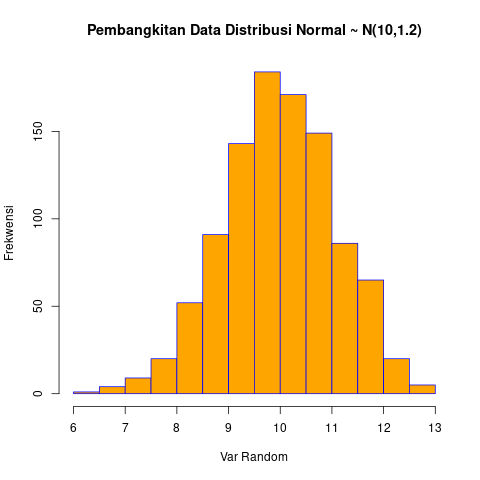 Pembangkitan Data Distribusi Normal ~ N(10,1.2)
150
100
50
0
Frekwensi
6 7 8 9 10 11 12 13
Var Random